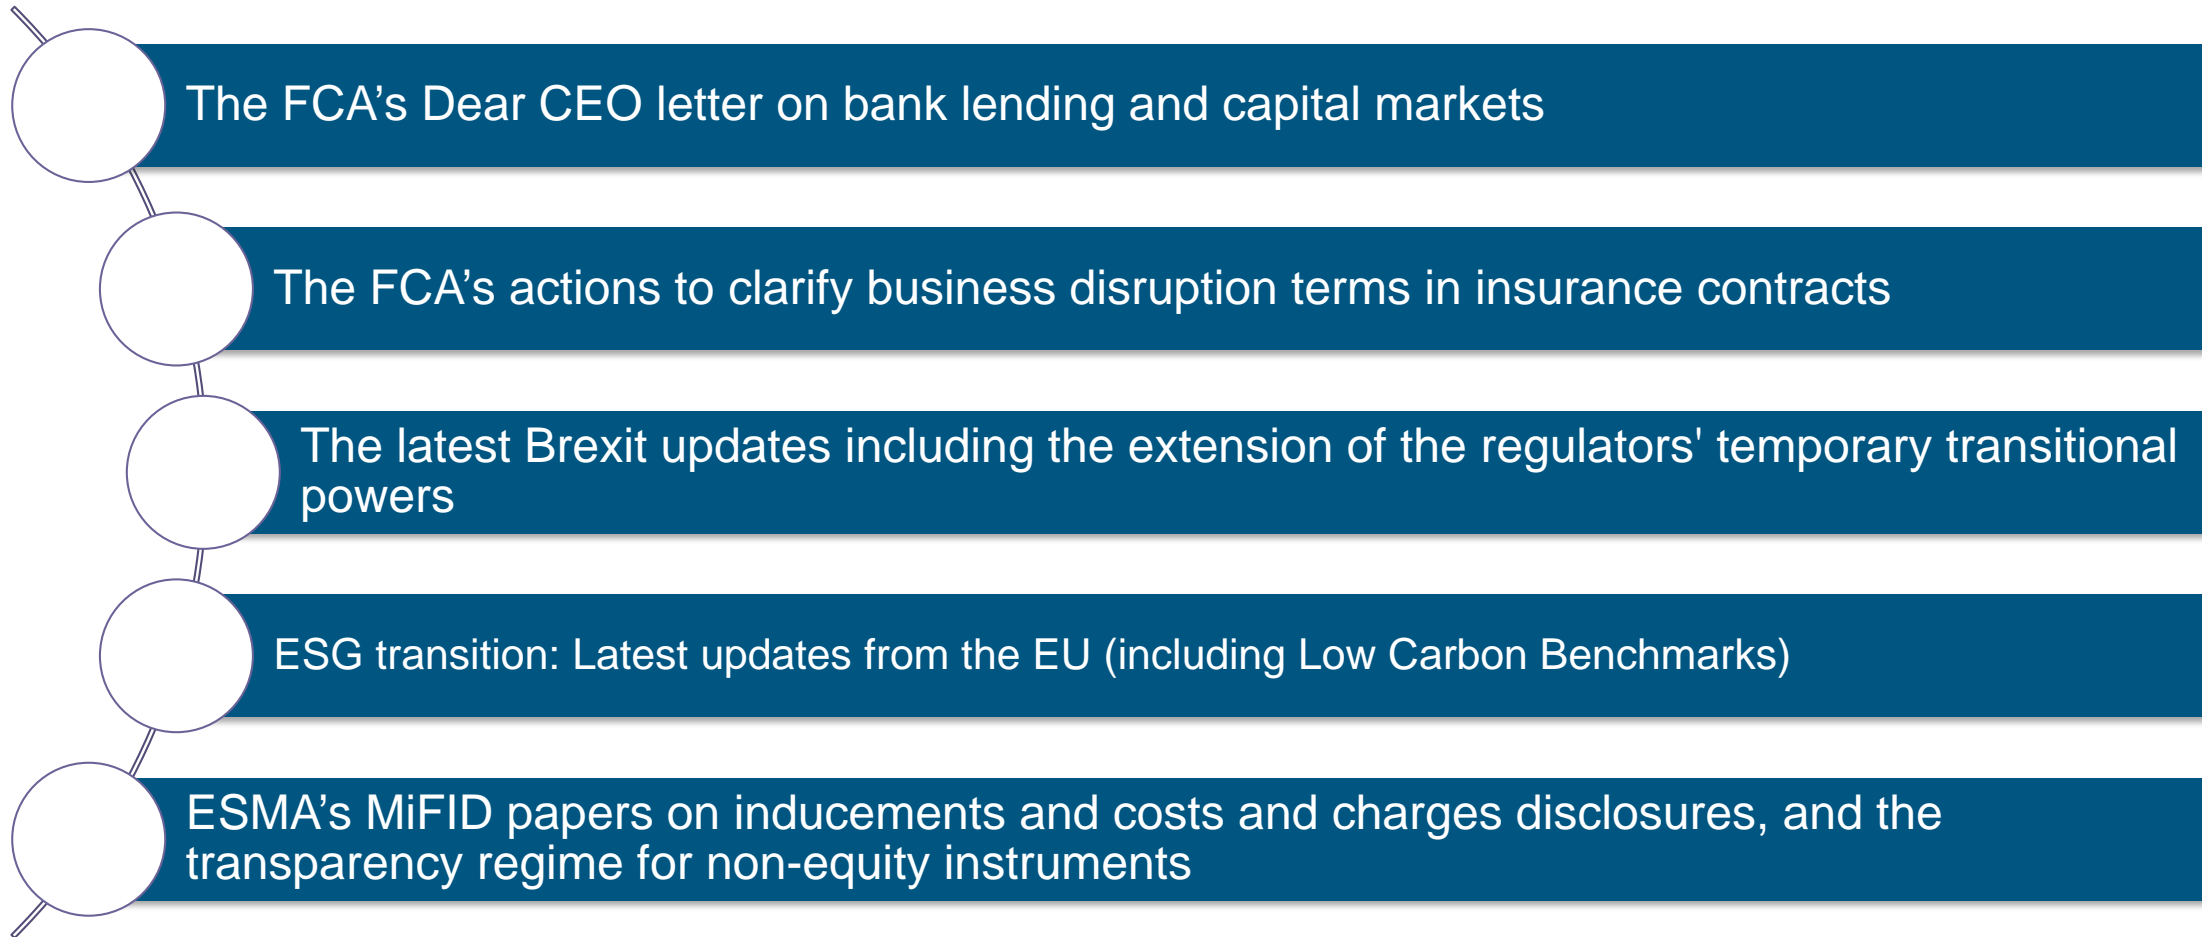 The FCA’s Dear CEO letter on bank lending and capital markets
The FCA’s actions to clarify business disruption terms in insurance contracts
The latest Brexit updates including the extension of the regulators' temporary transitional
powers
ESG transition: Latest updates from the EU (including Low Carbon Benchmarks)
ESMA’s MiFID papers on inducements and costs and charges disclosures, and the
transparency regime for non-equity instruments